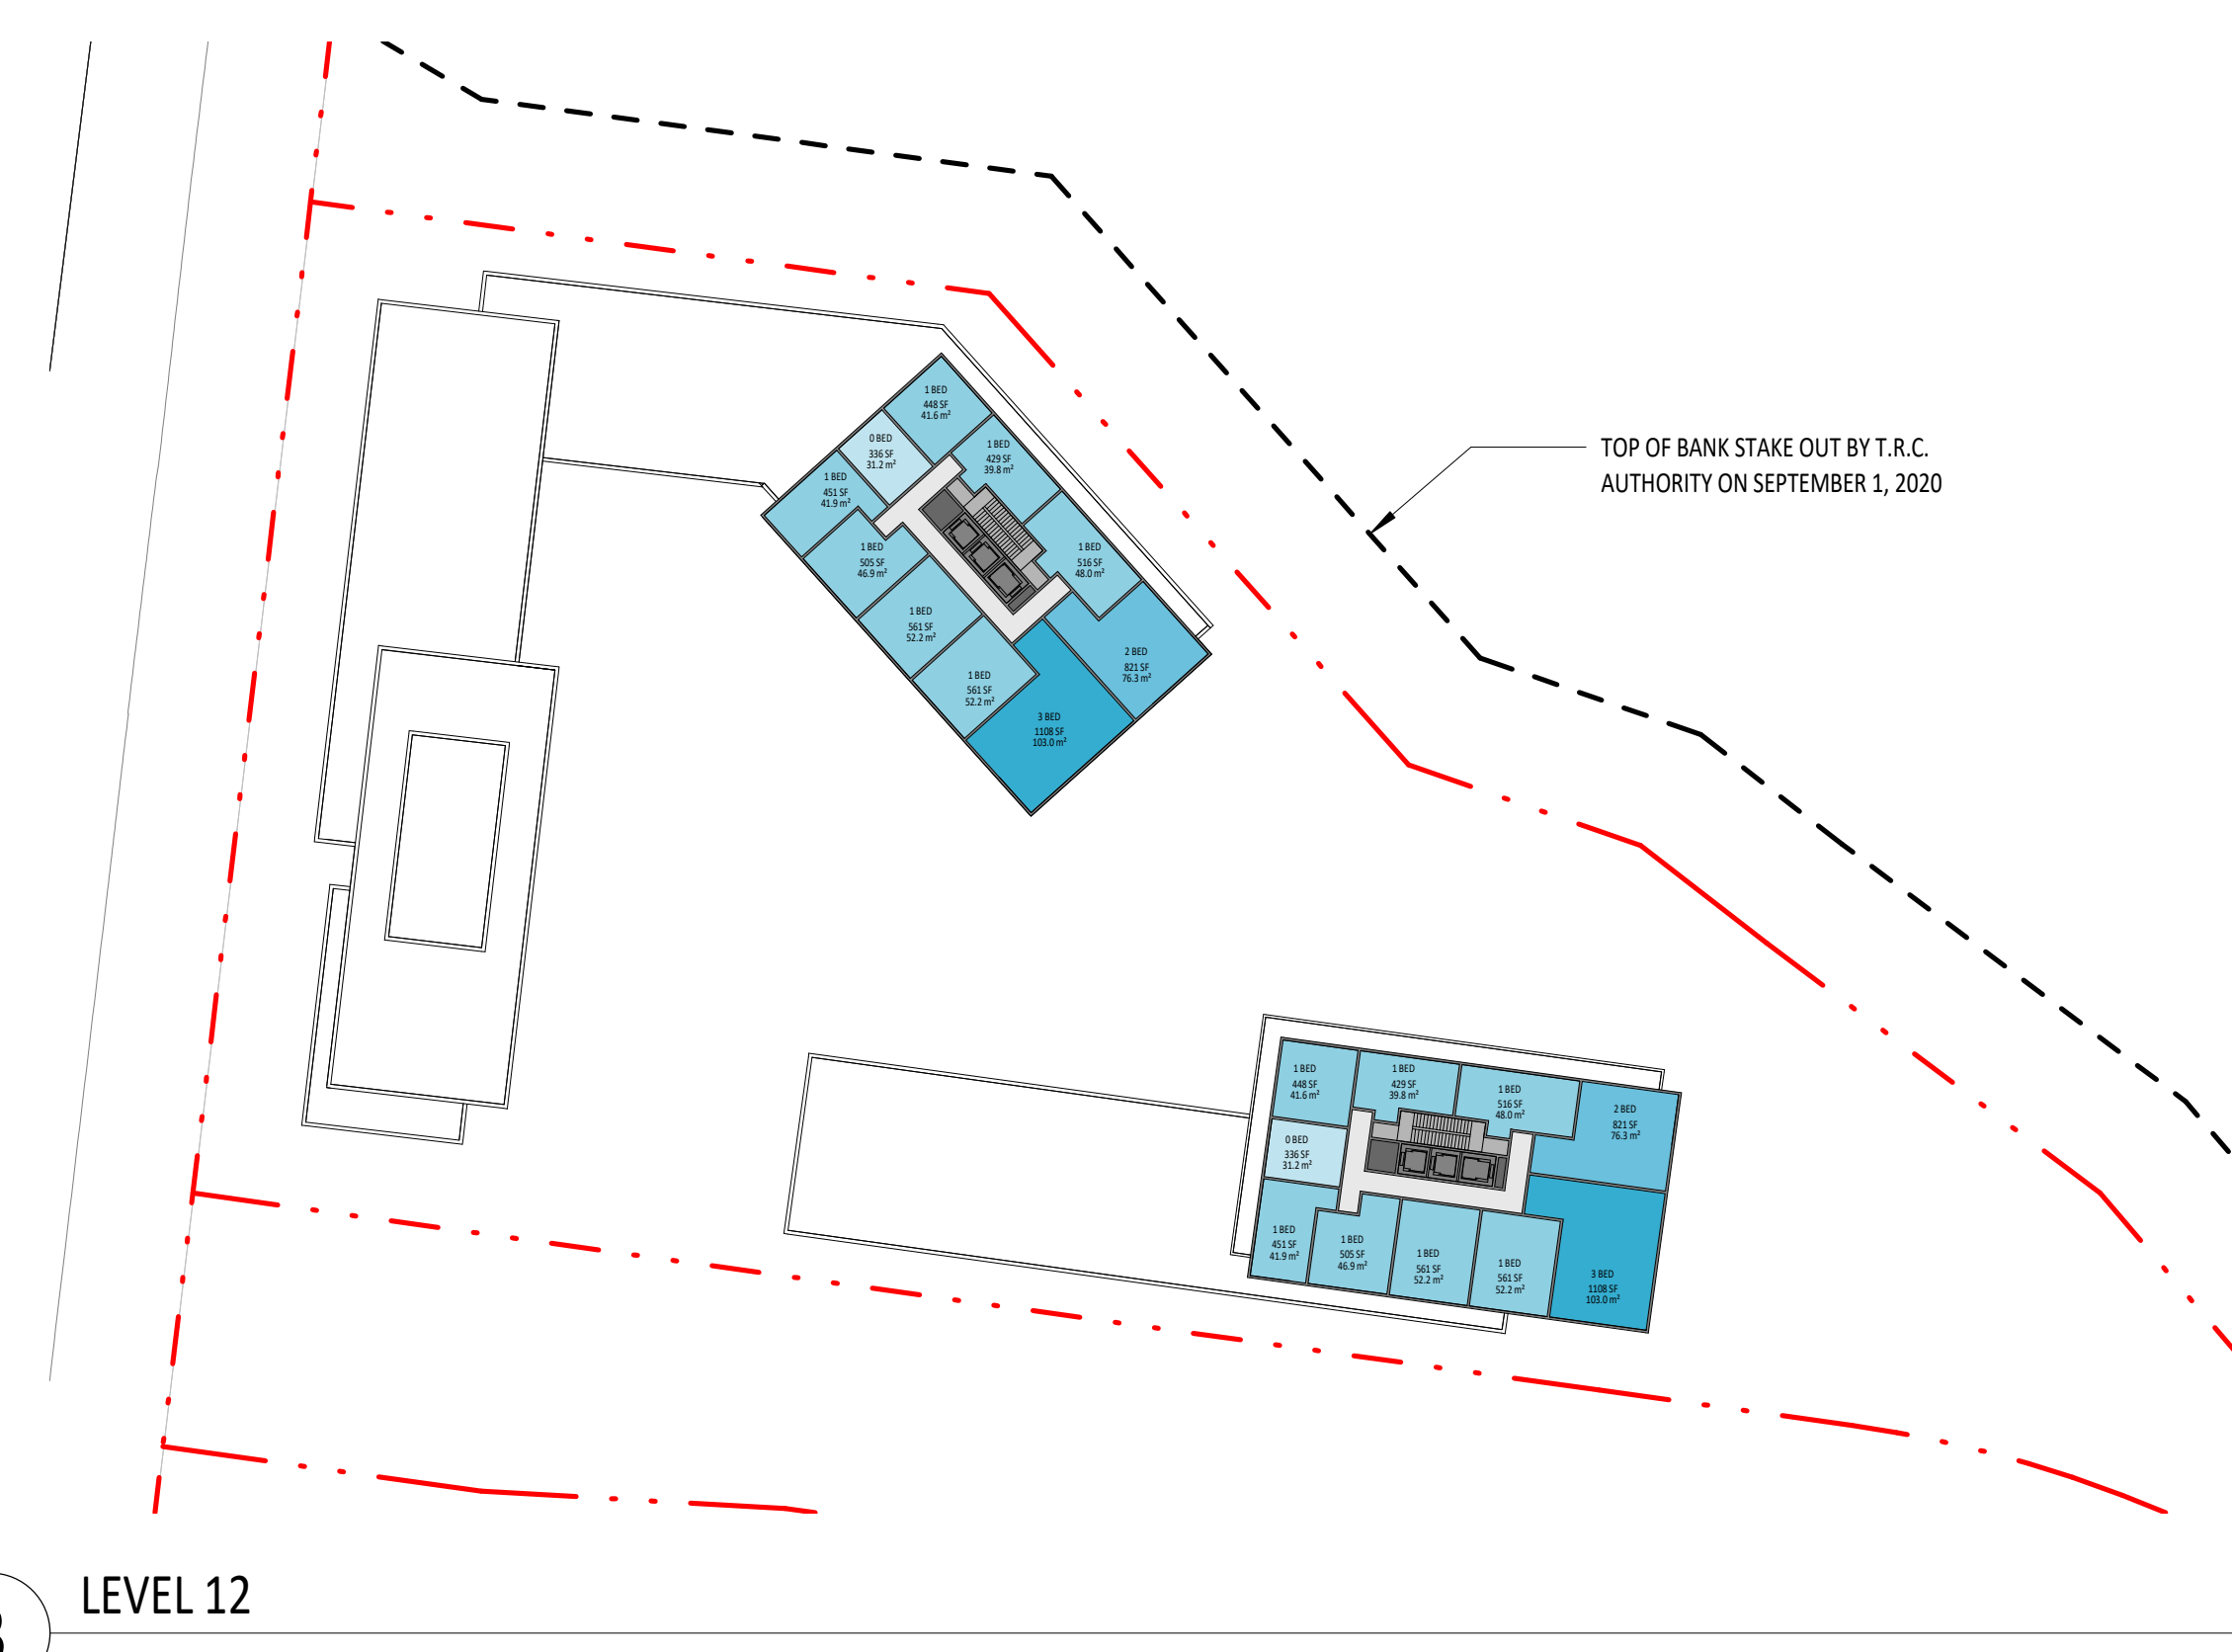 1 BED
448 SF
41.6 m²
0 BED
336 SF
31.2 m²
1 BED
429 SF
39.8 m²
1 BED
451 SF
41.9 m²
1 BED
505 SF
46.9 m²
1 BED
516 SF
48.0 m²
1 BED
561 SF
52.2 m²
1 BED
561 SF
52.2 m²
2 BED
821 SF
76.3 m²
3 BED
1108 SF
103.0 m²
TOP OF BANK STAKE OUT BY T.R.C.
AUTHORITY ON SEPTEMBER 1, 2020
1 BED
448 SF
41.6 m²
1 BED
429 SF
39.8 m²
1 BED
516 SF
48.0 m²
2 BED
821 SF
76.3 m²
0 BED
336 SF
31.2 m²
1 BED
451 SF
41.9 m²
1 BED
505 SF
46.9 m²
1 BED
561 SF
52.2 m²
1 BED
561 SF
52.2 m²
3 BED
1108 SF
103.0 m²
LEVEL 12